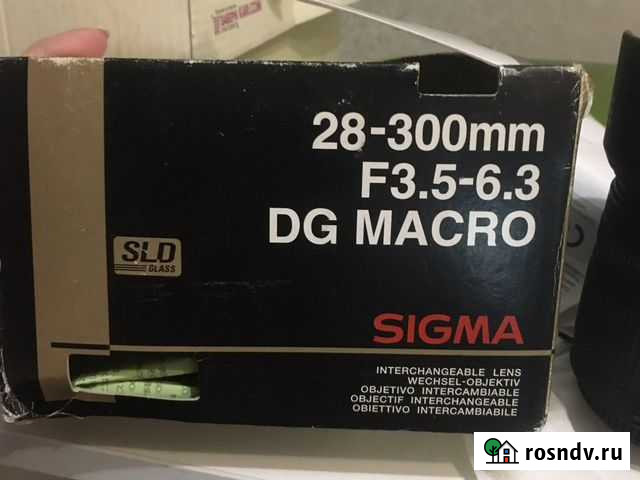 28-300mm
F3.5-6.3
DG MACRO
SLD
GLASS
SIGMA
INTERCHANGEABLE LENS
WECHSEL-OBJEKTIV
OBJETIVO INTERCAMBIABLE
OBJECTIF INTERCHANGEABLE
OBIETTIVO INTERCAMBIABILE
rosndv.ru